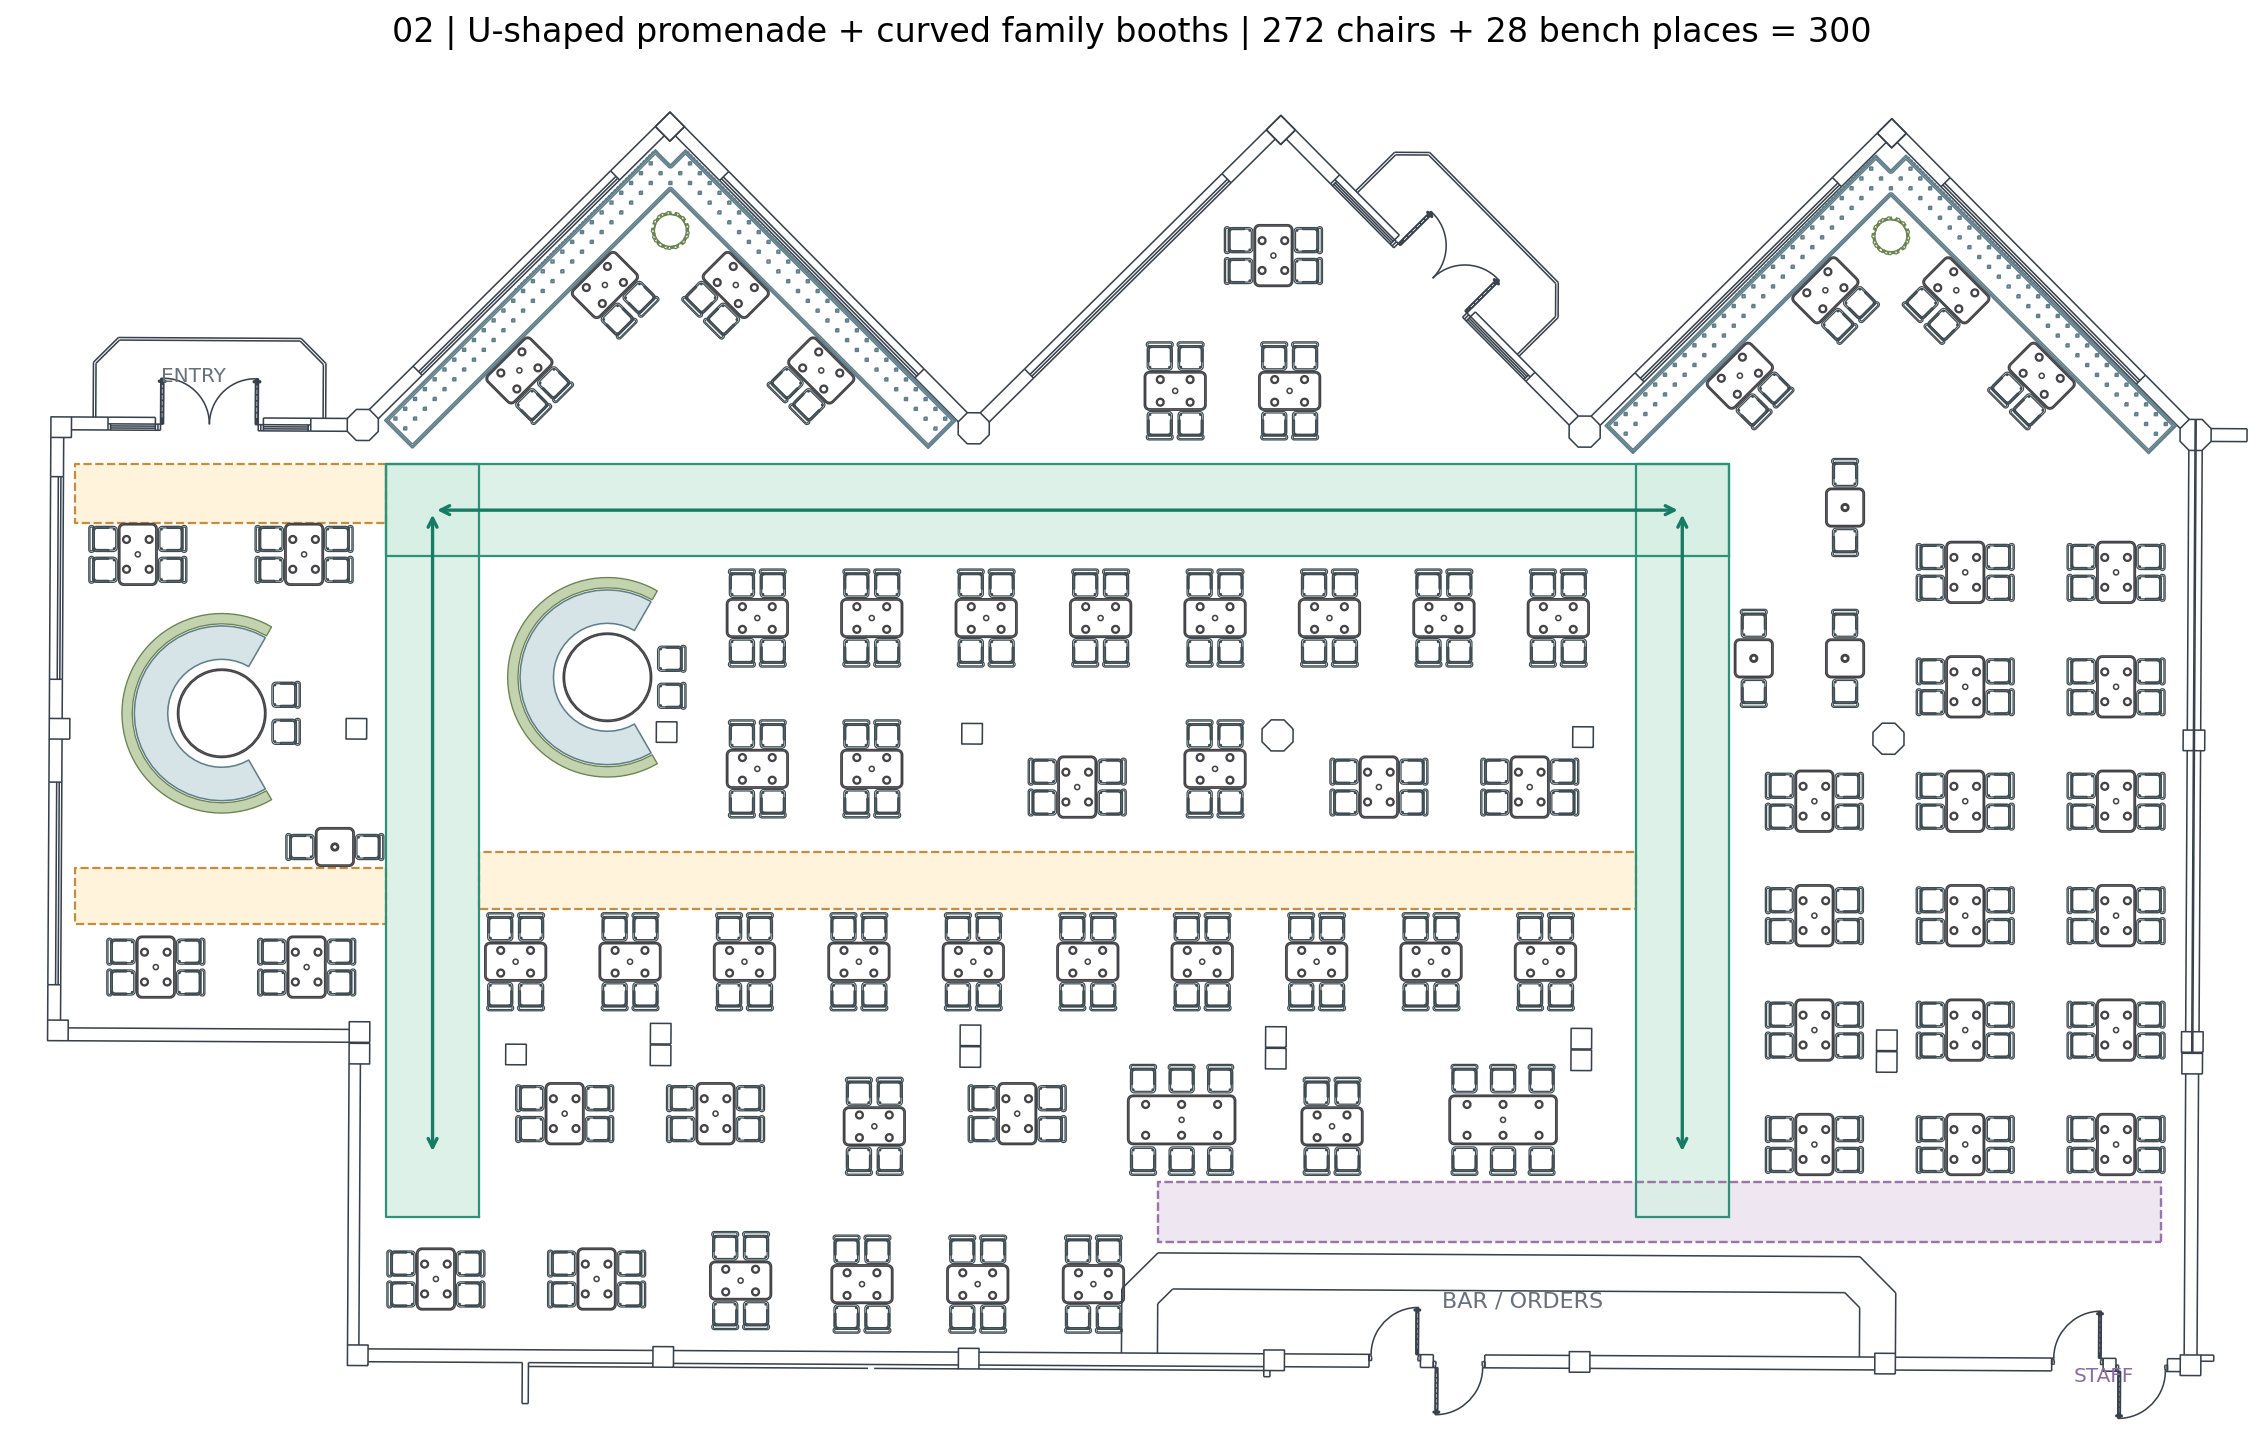 02 | U-shaped promenade + curved family booths | 272 chairs + 28 bench places = 300
ENTRY
BAR / ORDERS
STAFF